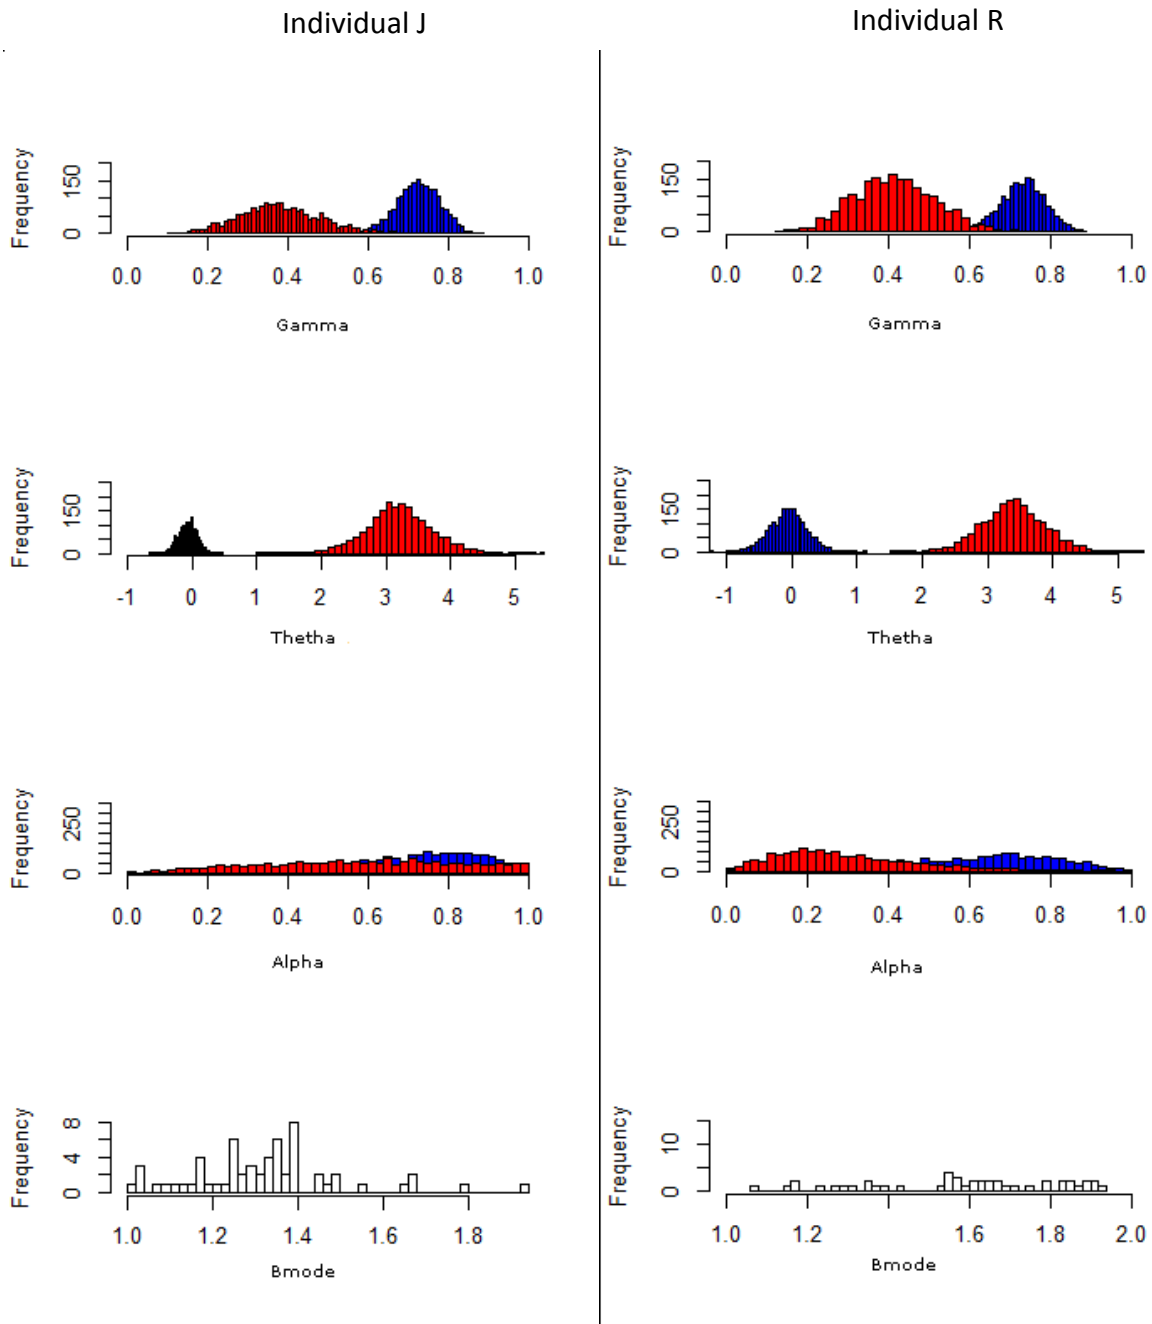 Individual J
Individual R
Frequency
0 150
0.0 0.2 0.4 0.6 0.8 1.0
Gamma
Frequency
0 150
0.0 0.2 0.4 0.6 0.8 1.0
Gamma
Frequency
0 150
-1 0 1 2 3 4 5
Thetha
Frequency
0 150
-1 0 1 2 3 4 5
Thetha
Frequency
0 250
0.0 0.2 0.4 0.6 0.8 1.0
Alpha
Frequency
0 250
0.0 0.2 0.4 0.6 0.8 1.0
Alpha
Frequency
0 4 8
1.0 1.2 1.4 1.6 1.8
Bmode
Frequency
0 10
1.0 1.2 1.6 1.8 2.0
Bmode